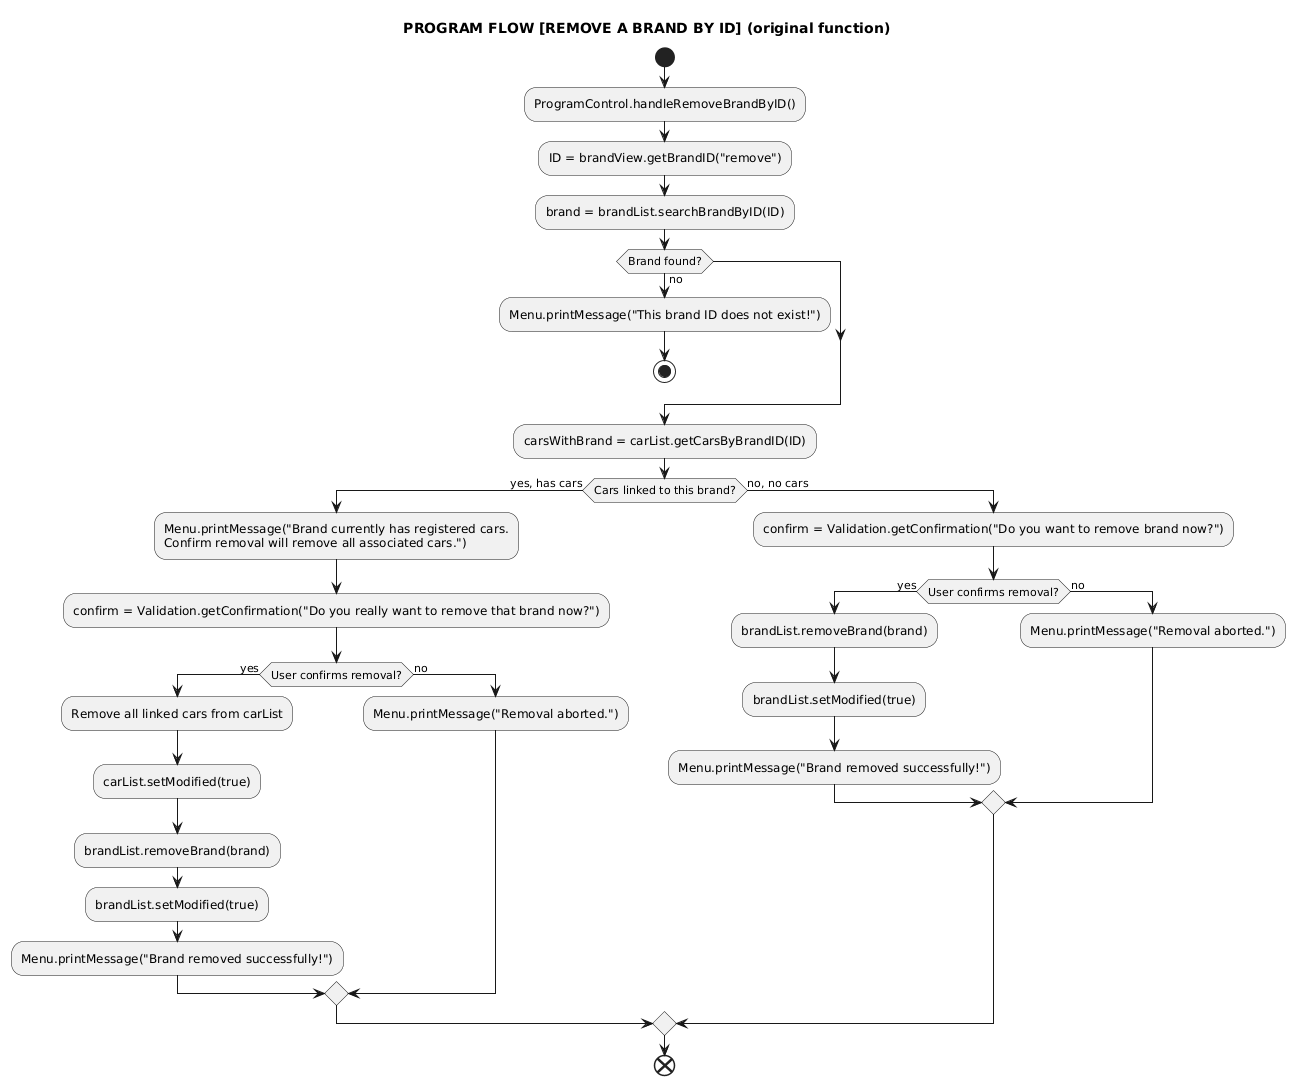 PROGRAM FLOW [REMOVE A BRAND BY ID] (original function)
ProgramControl.handleRemoveBrandByID()
ID = brandView.getBrandID("remove")
brand = brandList.searchBrandByID(ID)
Brand found?
no
Menu.printMessage("This brand ID does not exist!")
carsWithBrand = carList.getCarsByBrandID(ID)
yes, has cars
Cars linked to this brand?
no, no cars
Menu.printMessage("Brand currently has registered cars.
Confirm removal will remove all associated cars.")
confirm = Validation.getConfirmation("Do you really want to remove that brand now?")
yes
User confirms removal?
no
Remove all linked cars from carList
Menu.printMessage("Removal aborted.")
carList.setModified(true)
brandList.removeBrand(brand)
brandList.setModified(true)
Menu.printMessage("Brand removed successfully!")
confirm = Validation.getConfirmation("Do you want to remove brand now?")
yes
User confirms removal?
no
brandList.removeBrand(brand)
Menu.printMessage("Removal aborted.")
brandList.setModified(true)
Menu.printMessage("Brand removed successfully!")